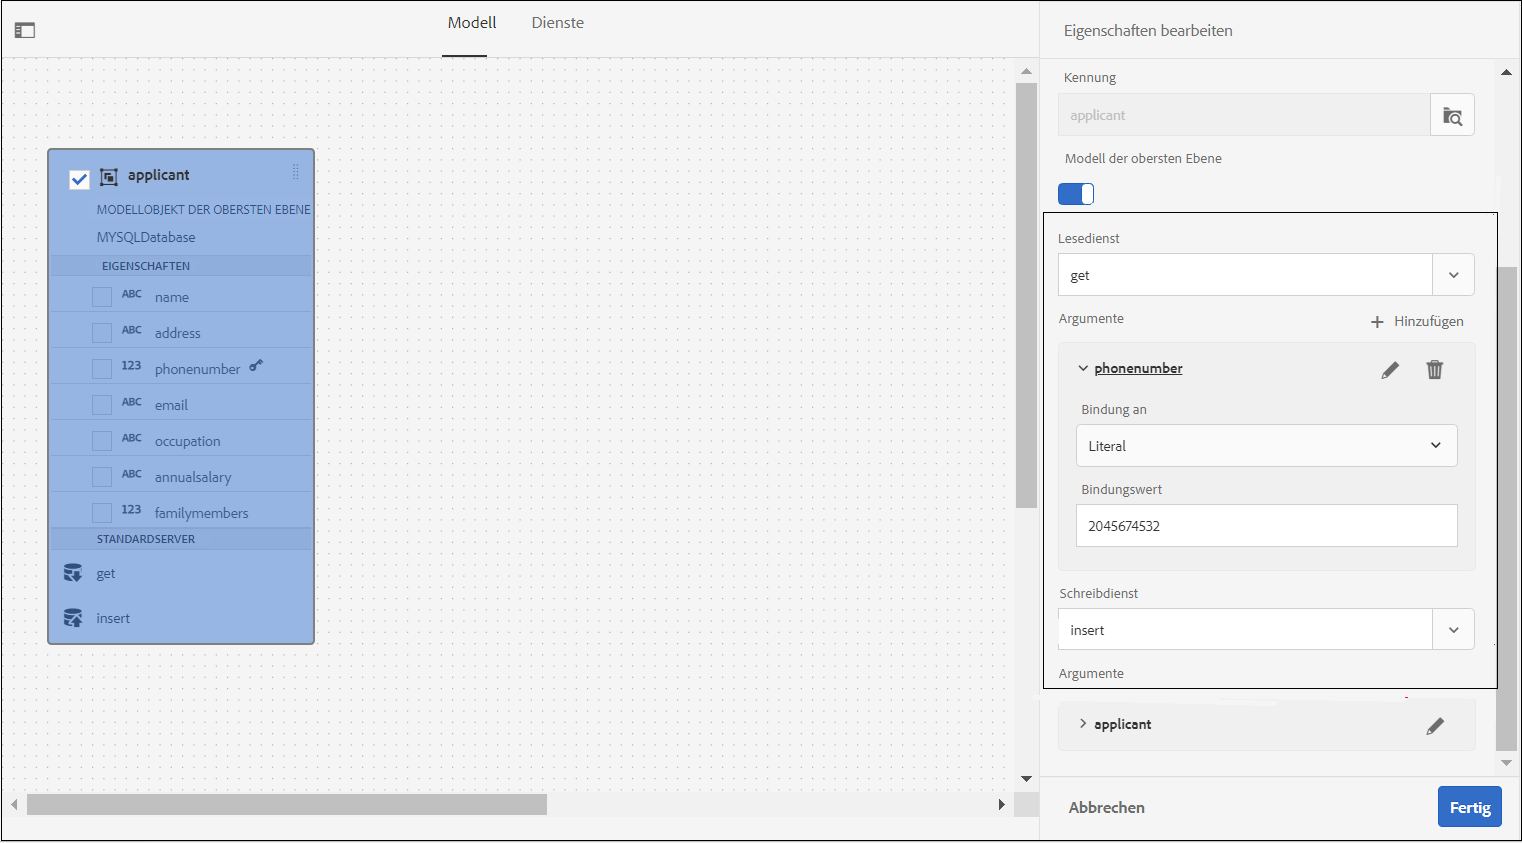 Modell
Dienste
applicant
MODELLOBJEKT DER OBERSTEN EBENE
MYSQLDatabase
EIGENSCHAFTEN
ABC name
ABC address
123 phonenumber
ABC email
ABC occupation
ABC annualsalary
123 familymembers
STANDARDSERVER
get
insert
Eigenschaften bearbeiten
Kennung
applicant
Modell der obersten Ebene
Lesedienst
get
Argumente
Hinzufügen
phonenumber
Bindung an
Literal
Bindungswert
2045674532
Schreibdienst
insert
Argumente
applicant
Abbrechen
Fertig